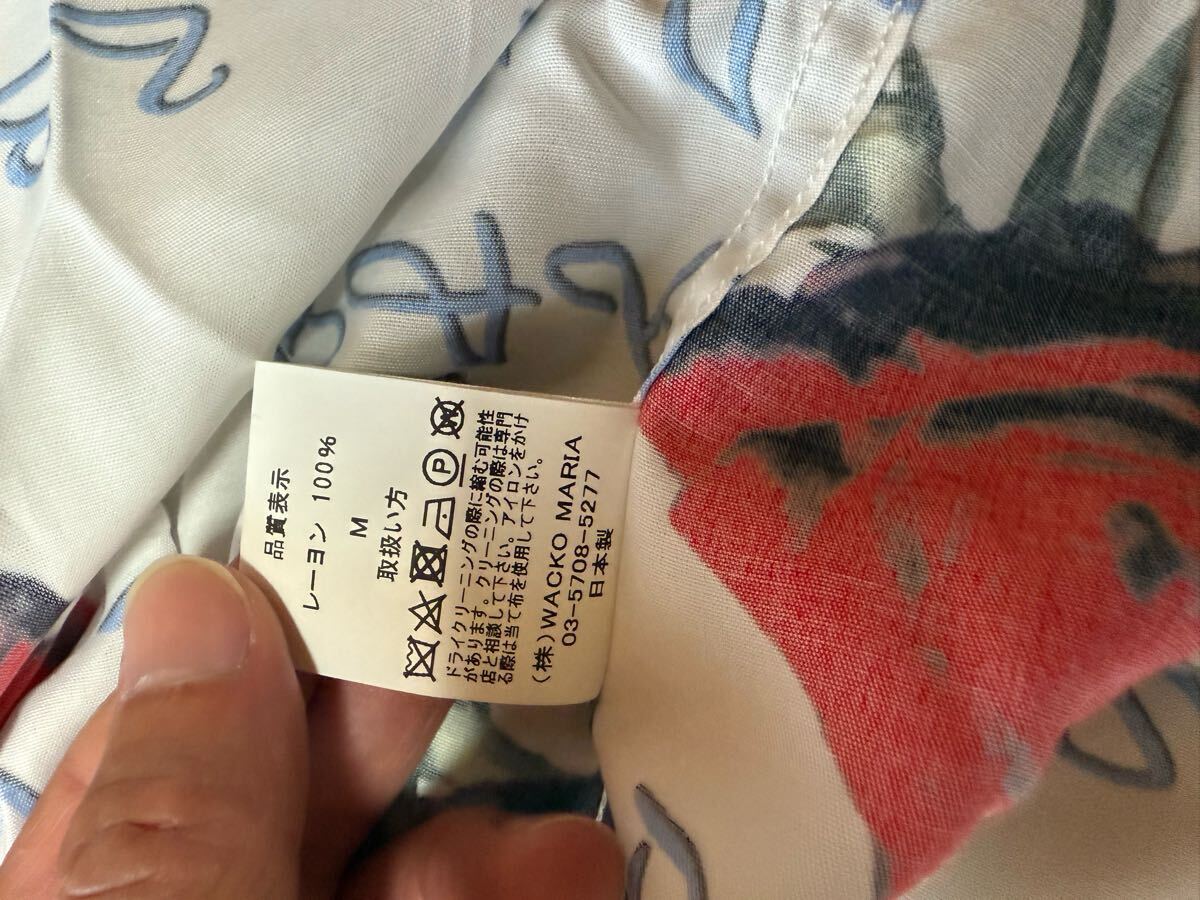 品質表示
レーヨン 100%
M
取扱い方
P
W
ドライクリーニングの際に縮む可能性
があります。クリーニングの際は専門
店と相談して下さい。アイロンをかけ
る際は当て布を使用して下さい。
(株)WACKO MARIA
03-5708-5277
日本製